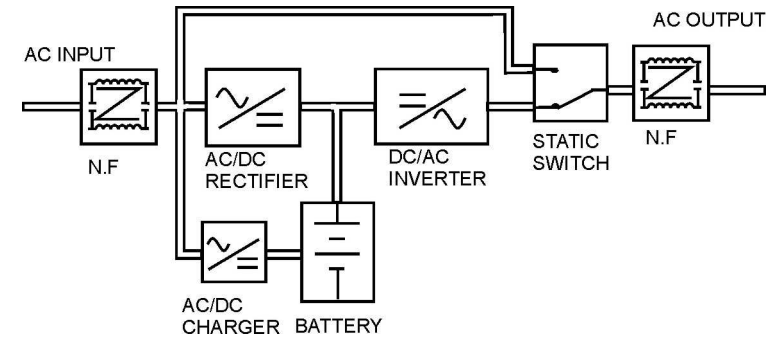 AC INPUT
AC OUTPUT
N.F
AC/DC
RECTIFIER
DC/AC
INVERTER
STATIC
SWITCH
N.F
AC/DC
CHARGER
BATTERY